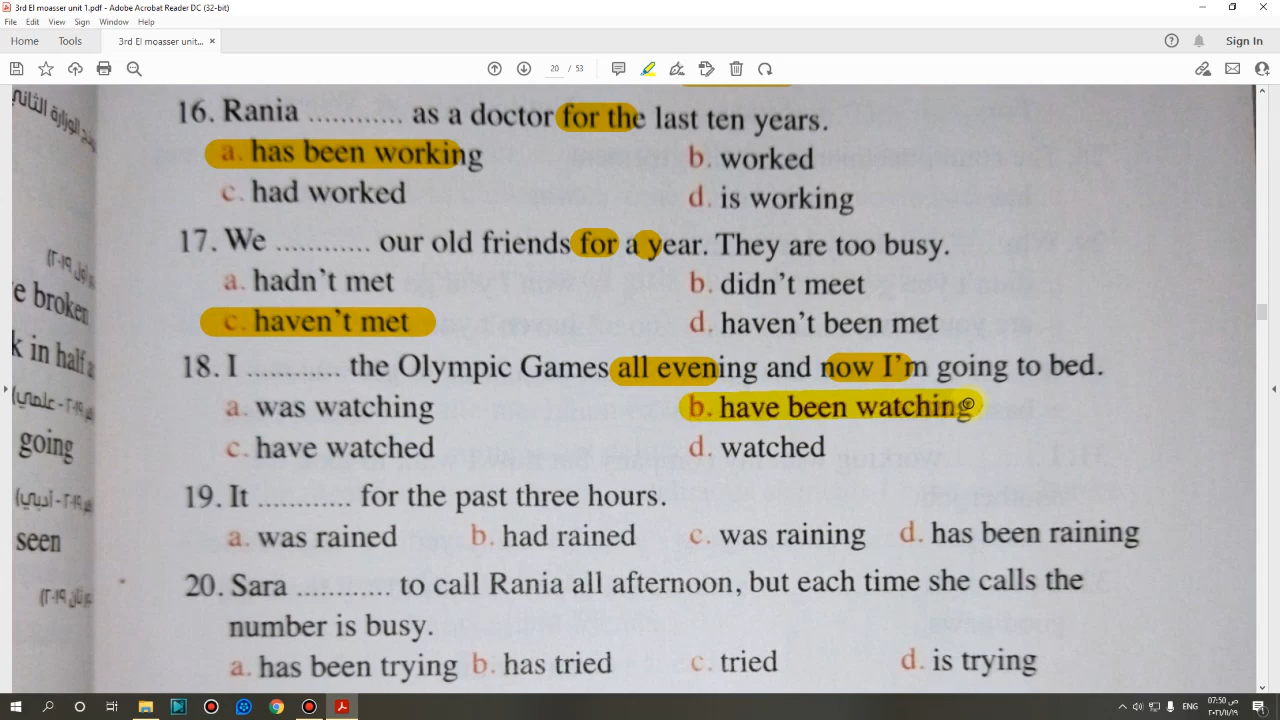 3rd El moasser unit 1.pdf - Adobe Acrobat Reader DC (32-bit)
File Edit View Sign Window Help
Home Tools 3rd El moasser unit... × Sign In
20 / 53
16. Rania ............ as a doctor for the last ten years.
a. has been working b. worked
c. had worked d. is working
17. We ............ our old friends for a year. They are too busy.
a. hadn't met b. didn't meet
c. haven't met d. haven't been met
18. I ............ the Olympic Games all evening and now I'm going to bed.
a. was watching b. have been watching
c. have watched d. watched
19. It ............ for the past three hours.
a. was rained b. had rained c. was raining d. has been raining
20. Sara ............ to call Rania all afternoon, but each time she calls the
number is busy.
a. has been trying b. has tried c. tried d. is trying
broken
k in half a
going
seen
ENG
07:50 ص